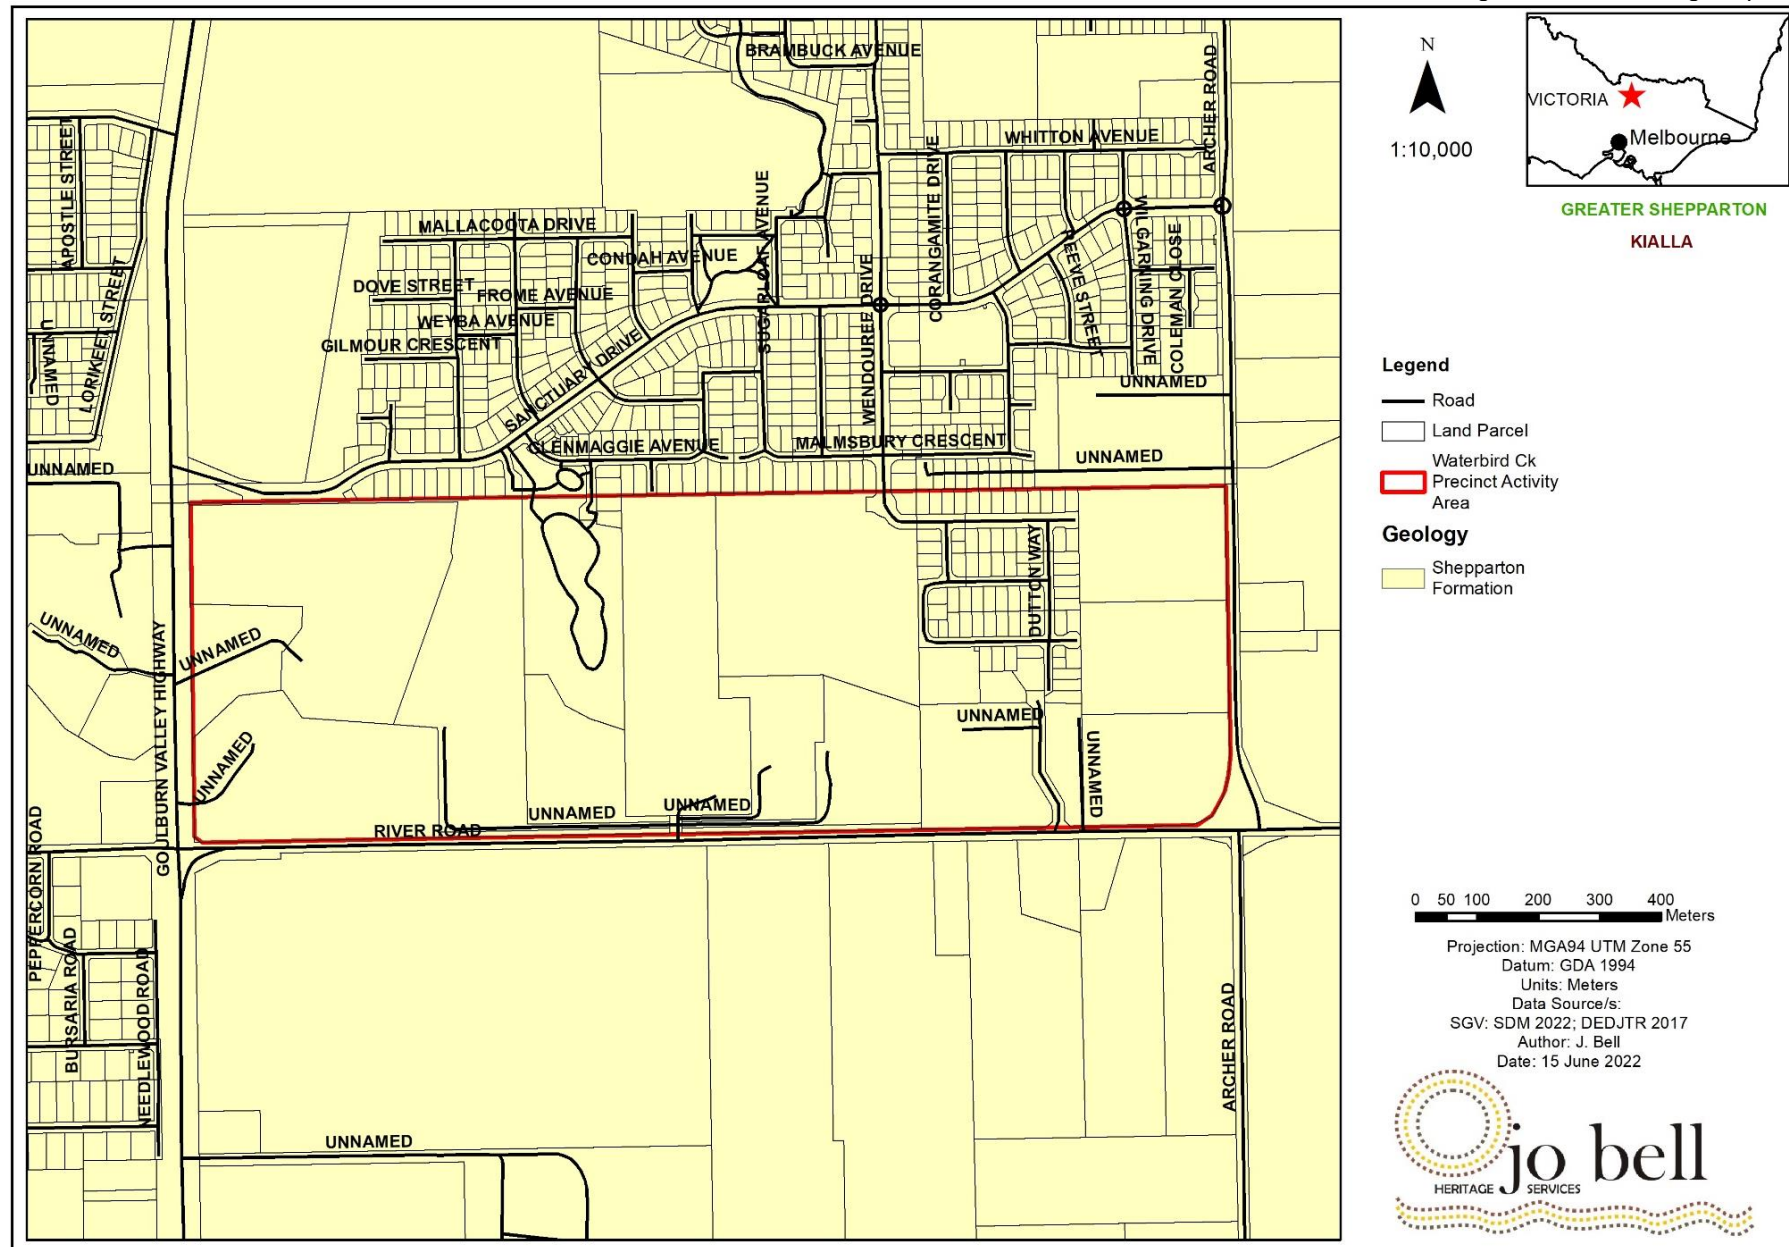 BRAMBUCK AVENUE
ARCHER ROAD
WHITTON AVENUE
APOSTLE STREET
CORANGAMITE DRIVE
MALLACOOTA DRIVE
SUGARLOAF AVENUE
WILGARNING DRIVE
COLEMAN CLOSE
REEVE STREET
CONDAH AVENUE
LORIKEET STREET
DOVE STREET
FROME AVENUE
WENDOUREE DRIVE
WEYBA AVENUE
UNNAMED
GILMOUR CRESCENT
SANCTUARY DRIVE
UNNAMED
GLENMAGGIE AVENUE
MALMSBURY CRESCENT
UNNAMED
UNNAMED
DUTTON WAY
UNNAMED
UNNAMED
GOULBURN VALLEY HIGHWAY
UNNAMED
UNNAMED
UNNAMED
UNNAMED
UNNAMED
RIVER ROAD
PEPPERCORN ROAD
BURSARIA ROAD
NEEDLEWOOD ROAD
ARCHER ROAD
UNNAMED
N
1:10,000
VICTORIA
Melbourne
GREATER SHEPPARTON
KIALLA
Legend
Road
Land Parcel
Waterbird Ck
Precinct Activity
Area
Geology
Shepparton
Formation
0 50 100 200 300 400
Meters
Projection: MGA94 UTM Zone 55
Datum: GDA 1994
Units: Meters
Data Source/s:
SGV: SDM 2022; DEDJTR 2017
Author: J. Bell
Date: 15 June 2022
jo bell
HERITAGE SERVICES